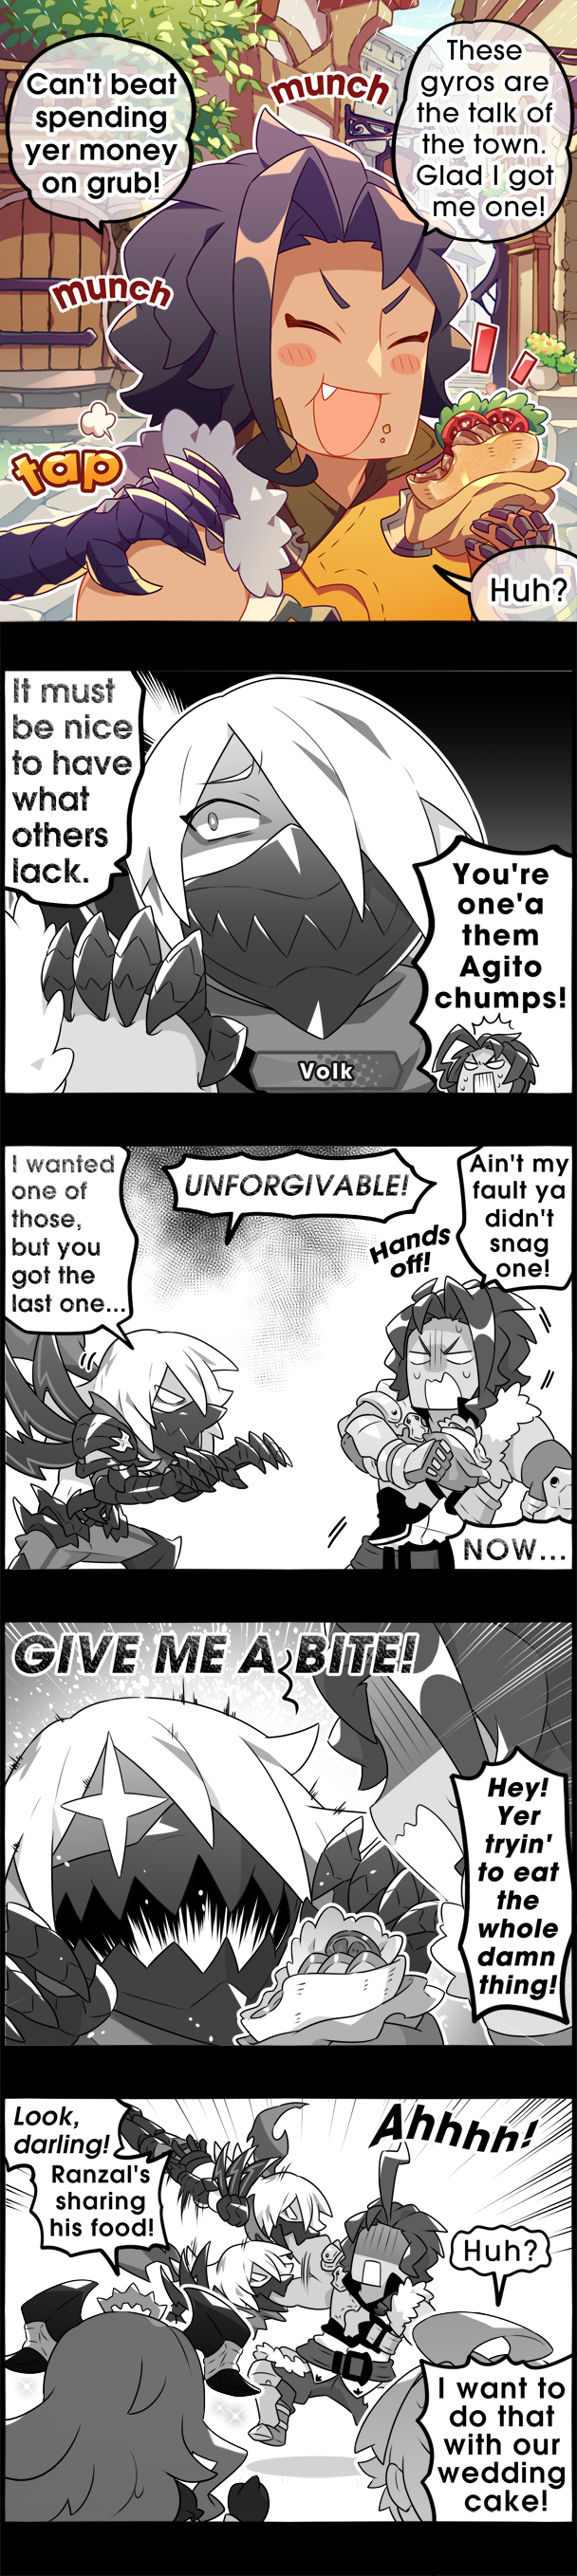 Can't beat
spending
yer money
on grub!
munch
These
gyros are
the talk of
the town.
Glad I got
me one!
munch
tap
Huh?
It must
be nice
to have
what
others
lack.
You're
one'a
them
Agito
chumps!
Volk
I wanted
one of
those,
but you
got the
last one...
UNFORGIVABLE!
Hands
off!
Ain't my
fault ya
didn't
snag
one!
NOW...
GIVE ME A BITE!
Hey!
Yer
tryin'
to eat
the
whole
damn
thing!
Look,
darling!
Ranzal's
sharing
his food!
Ahhhh!
Huh?
I want to
do that
with our
wedding
cake!